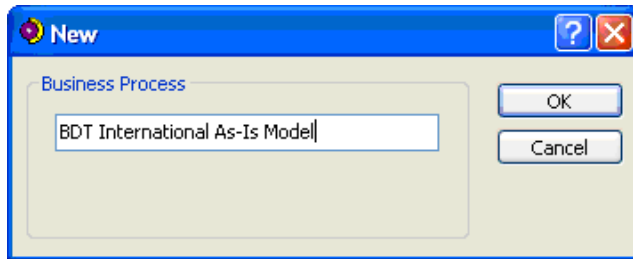 New
Business Process
BDT International As-Is Model
OK
Cancel